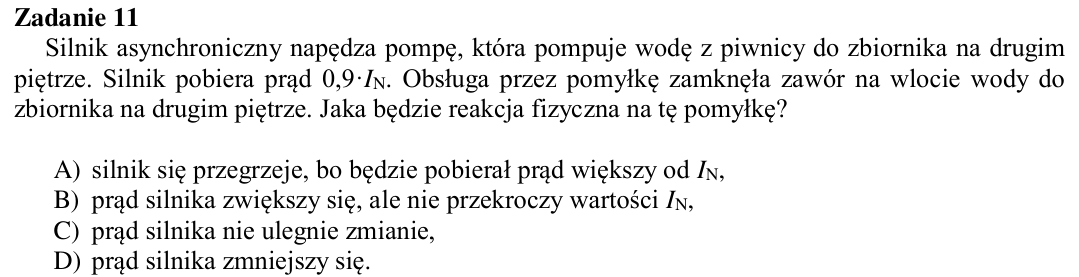 Zadanie 11
Silnik asynchroniczny napędza pompę, która pompuje wodę z piwnicy do zbiornika na drugim
piętrze. Silnik pobiera prąd 0,9·IN. Obsługa przez pomyłkę zamknęła zawór na wlocie wody do
zbiornika na drugim piętrze. Jaka będzie reakcja fizyczna na tę pomyłkę?
A) silnik się przegrzeje, bo będzie pobierał prąd większy od IN,
B) prąd silnika zwiększy się, ale nie przekroczy wartości IN,
C) prąd silnika nie ulegnie zmianie,
D) prąd silnika zmniejszy się.